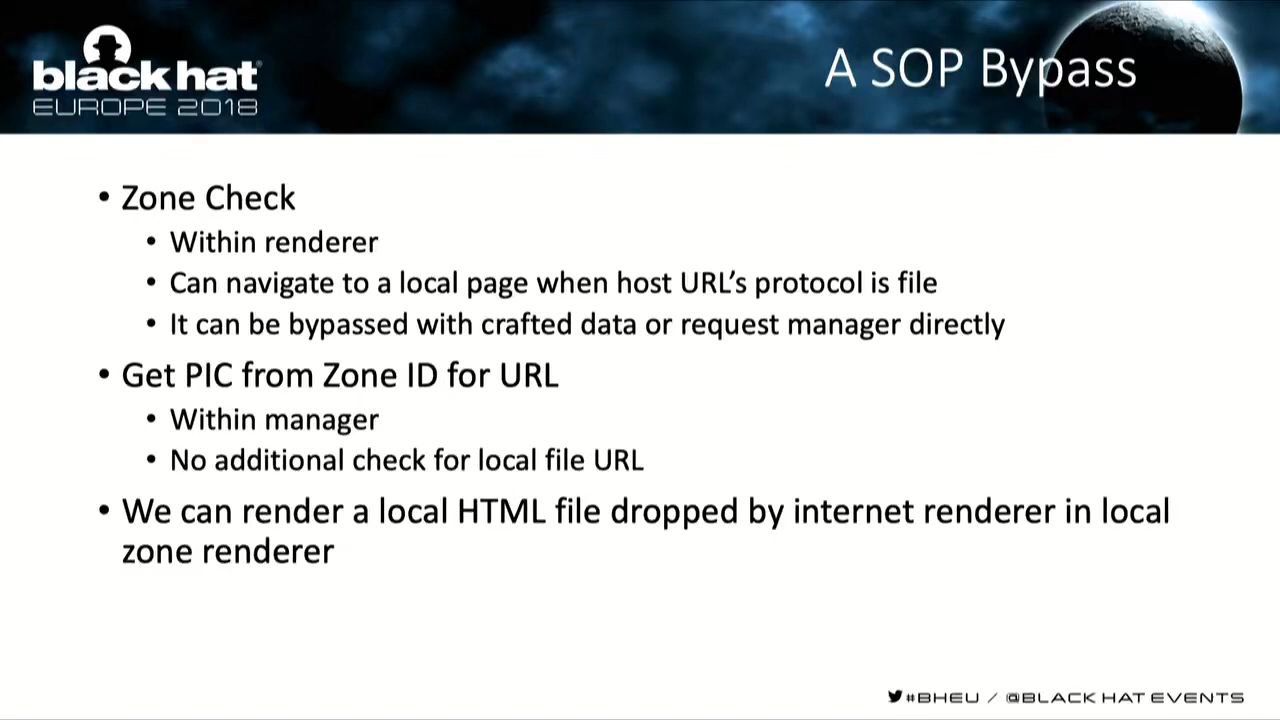 black hat
EUROPE 2018
A SOP Bypass
• Zone Check
• Within renderer
• Can navigate to a local page when host URL’s protocol is file
• It can be bypassed with crafted data or request manager directly
• Get PIC from Zone ID for URL
• Within manager
• No additional check for local file URL
• We can render a local HTML file dropped by internet renderer in local
zone renderer
#BHEU / @BLACK HAT EVENTS